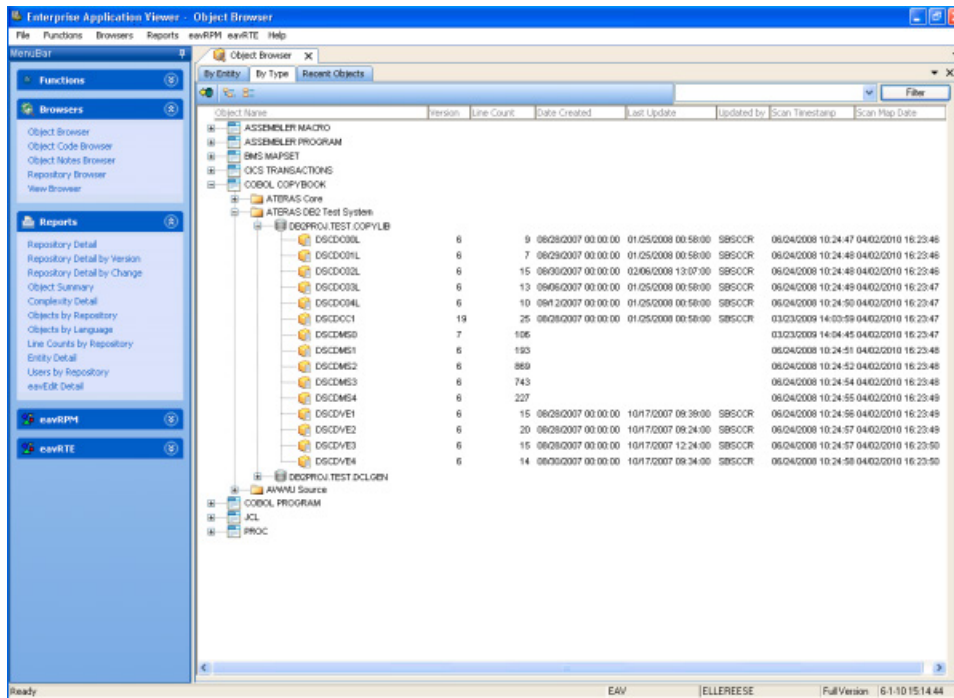 Enterprise Application Viewer - Object Browser
File Functions Browsers Reports eavRPM eavRTE Help
MenuBar
Object Browser X
By Entity By Type Recent Objects
Functions
Filter
Object Name Version Line Count Date Created Last Update Updated by Scan Timestamp Scan Map Date
Browsers
Object Browser
Object Code Browser
Object Notes Browser
Repository Browser
View Browser
Reports
Repository Detail
Repository Detail by Version
Repository Detail by Change
Object Summary
Complexity Detail
Objects by Repository
Objects by Language
Line Counts by Repository
Entity Detail
Users by Repository
eavEdit Detail
eavRPM
eavRTE
ASSEMBLER MACRO
ASSEMBLER PROGRAM
BMS MAPSET
CICS TRANSACTIONS
COBOL COPYBOOK
ATERAS Core
ATERAS DB2 Test System
DB2PROJ.TEST.COPYLIB
DSCDC00L 6 9 08/28/2007 00:00:00 01/25/2008 00:58:00 SBSCCR 06/24/2008 10:24:47 04/02/2010 16:23:46
DSCDC01L 6 7 08/29/2007 00:00:00 01/25/2008 00:58:00 SBSCCR 06/24/2008 10:24:48 04/02/2010 16:23:46
DSCDC02L 6 15 08/30/2007 00:00:00 02/06/2008 13:07:00 SBSCCR 06/24/2008 10:24:48 04/02/2010 16:23:46
DSCDC03L 6 13 09/06/2007 00:00:00 01/25/2008 00:58:00 SBSCCR 06/24/2008 10:24:49 04/02/2010 16:23:47
DSCDC04L 6 10 09/12/2007 00:00:00 01/25/2008 00:58:00 SBSCCR 06/24/2008 10:24:50 04/02/2010 16:23:47
DSCDCC1 19 25 08/28/2007 00:00:00 01/25/2008 00:58:00 SBSCCR 03/23/2009 14:03:59 04/02/2010 16:23:47
DSCDMS0 7 106 03/23/2009 14:04:45 04/02/2010 16:23:47
DSCDMS1 6 193 06/24/2008 10:24:51 04/02/2010 16:23:48
DSCDMS2 6 869 06/24/2008 10:24:52 04/02/2010 16:23:48
DSCDMS3 6 743 06/24/2008 10:24:54 04/02/2010 16:23:48
DSCDMS4 6 227 06/24/2008 10:24:55 04/02/2010 16:23:49
DSCDVE1 6 15 08/28/2007 00:00:00 10/17/2007 09:39:00 SBSCCR 06/24/2008 10:24:56 04/02/2010 16:23:49
DSCDVE2 6 20 08/28/2007 00:00:00 10/17/2007 09:24:00 SBSCCR 06/24/2008 10:24:57 04/02/2010 16:23:49
DSCDVE3 6 15 08/28/2007 00:00:00 10/17/2007 12:24:00 SBSCCR 06/24/2008 10:24:57 04/02/2010 16:23:50
DSCDVE4 6 14 08/30/2007 00:00:00 10/17/2007 09:34:00 SBSCCR 06/24/2008 10:24:58 04/02/2010 16:23:50
DB2PROJ.TEST.DCLGEN
AWWU Source
COBOL PROGRAM
JCL
PROC
Ready EAV ELLEREESE Full Version 6-1-10 15:14:44